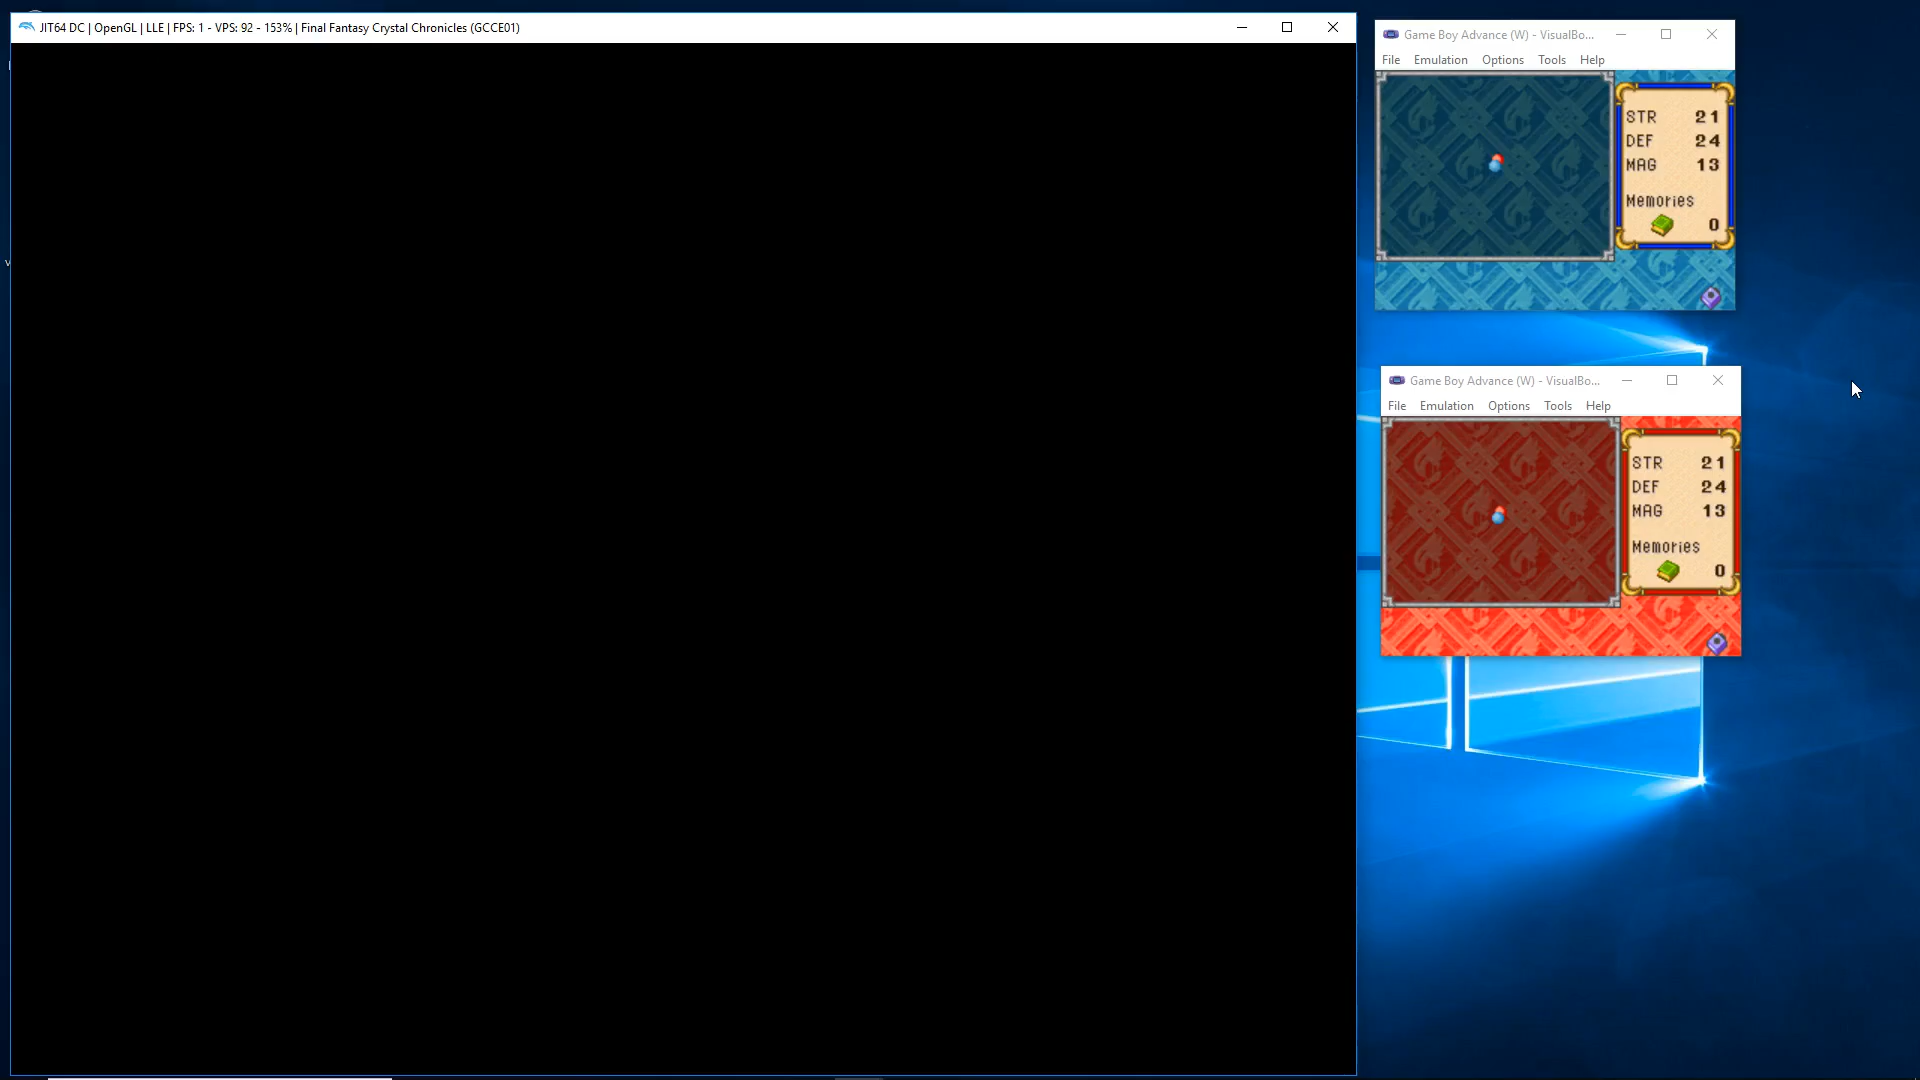 JIT64 DC | OpenGL | LLE | FPS: 1 - VPS: 92 - 153% | Final Fantasy Crystal Chronicles (GCCE01)
Game Boy Advance (W) - VisualBo...
File Emulation Options Tools Help
STR 21
DEF 24
MAG 13
Memories
0
Game Boy Advance (W) - VisualBo...
File Emulation Options Tools Help
STR 21
DEF 24
MAG 13
Memories
0